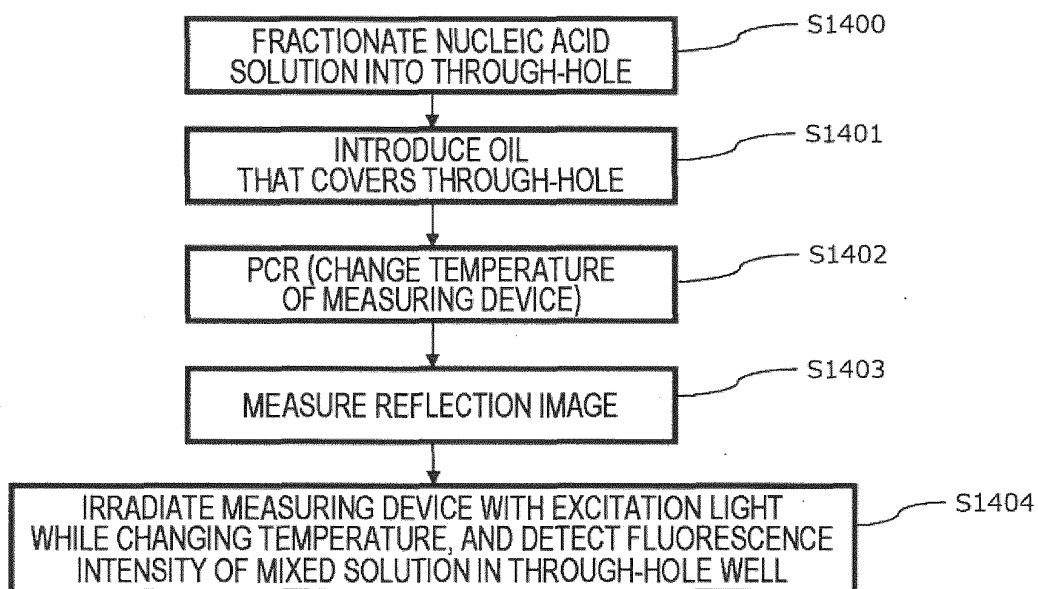 FRACTIONATE NUCLEIC ACID
SOLUTION INTO THROUGH-HOLE
S1400
INTRODUCE OIL
THAT COVERS THROUGH-HOLE
S1401
PCR (CHANGE TEMPERATURE
OF MEASURING DEVICE)
S1402
MEASURE REFLECTION IMAGE
S1403
IRRADIATE MEASURING DEVICE WITH EXCITATION LIGHT
WHILE CHANGING TEMPERATURE, AND DETECT FLUORESCENCE
INTENSITY OF MIXED SOLUTION IN THROUGH-HOLE WELL
S1404